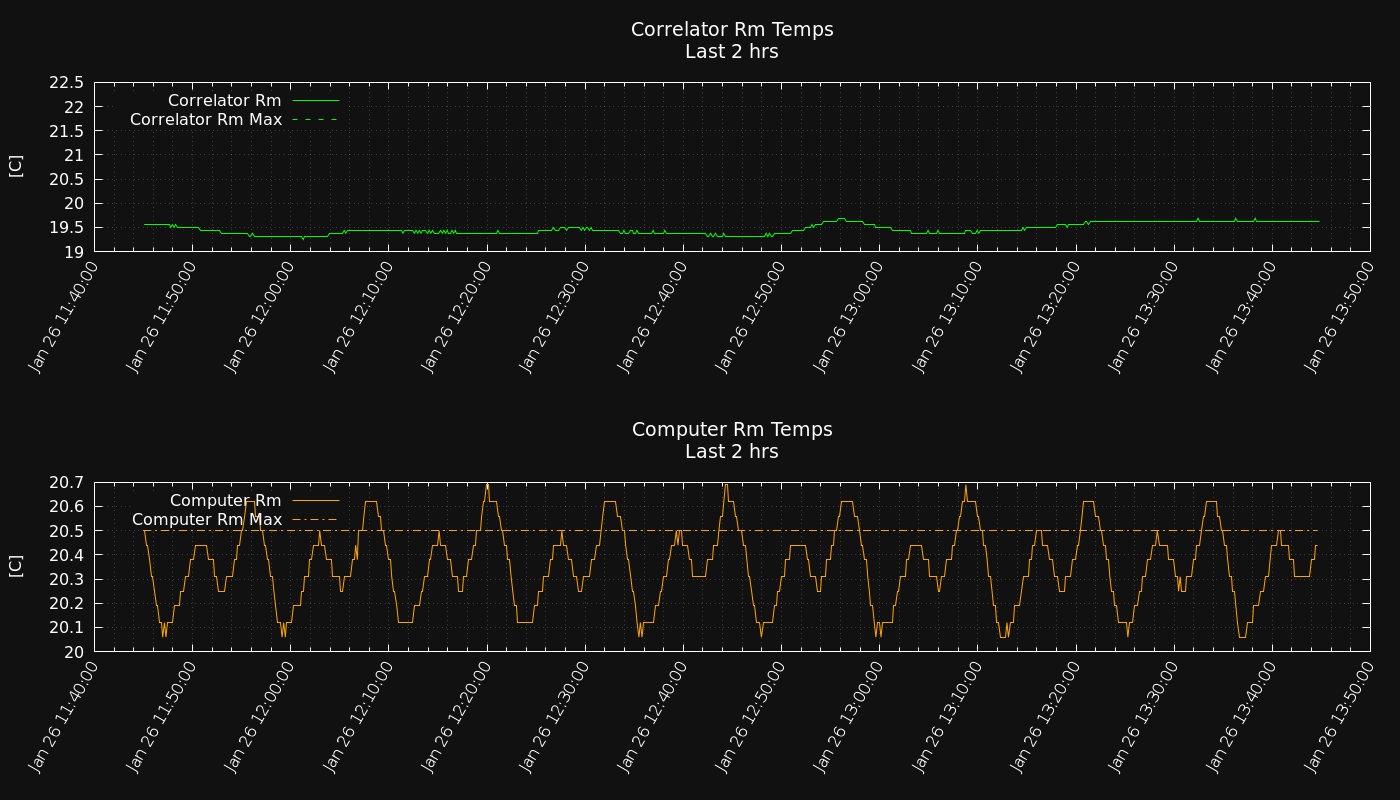 Correlator Rm Temps
Last 2 hrs
22.5
22
21.5
21
20.5
20
19.5
19
[C]
Correlator Rm
Correlator Rm Max
Jan 26 11:40:00
Jan 26 11:50:00
Jan 26 12:00:00
Jan 26 12:10:00
Jan 26 12:20:00
Jan 26 12:30:00
Jan 26 12:40:00
Jan 26 12:50:00
Jan 26 13:00:00
Jan 26 13:10:00
Jan 26 13:20:00
Jan 26 13:30:00
Jan 26 13:40:00
Jan 26 13:50:00
Computer Rm Temps
Last 2 hrs
20.7
20.6
20.5
20.4
20.3
20.2
20.1
20
[C]
Computer Rm
Computer Rm Max
Jan 26 11:40:00
Jan 26 11:50:00
Jan 26 12:00:00
Jan 26 12:10:00
Jan 26 12:20:00
Jan 26 12:30:00
Jan 26 12:40:00
Jan 26 12:50:00
Jan 26 13:00:00
Jan 26 13:10:00
Jan 26 13:20:00
Jan 26 13:30:00
Jan 26 13:40:00
Jan 26 13:50:00